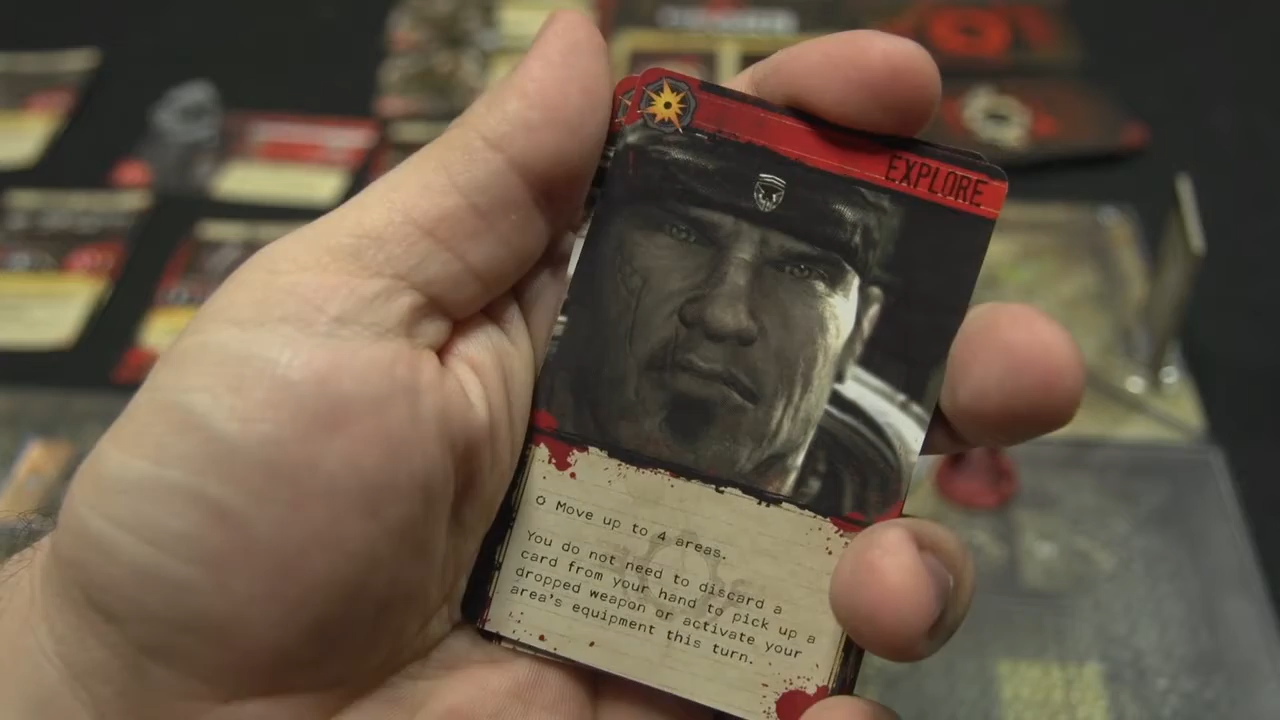 EXPLORE
O Move up to 4 areas.
You do not need to discard a
card from your hand to pick up a
dropped weapon or activate your
area's equipment this turn.